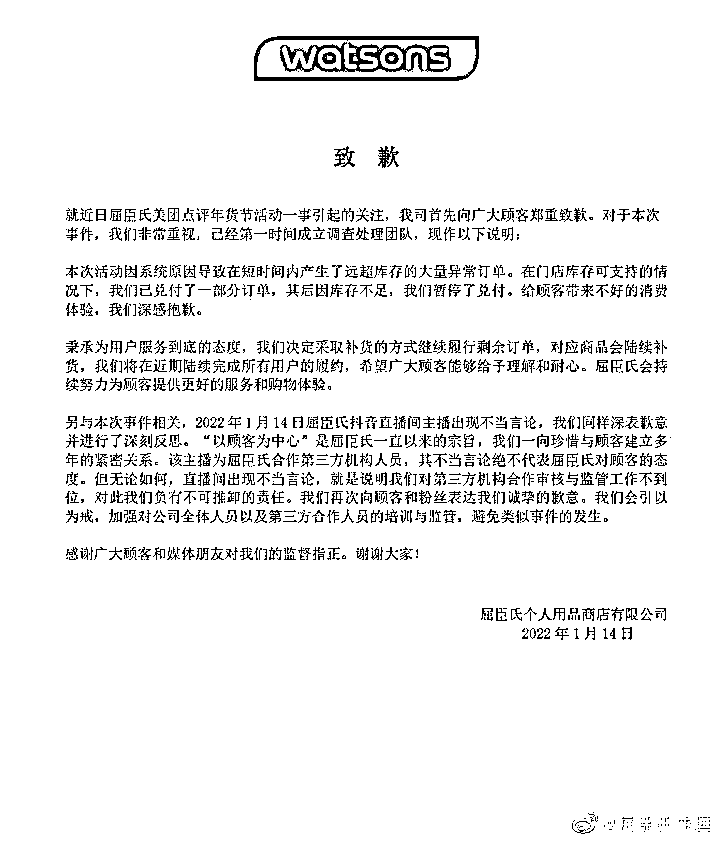 watsons
致 歉
就近日屈臣氏美团点评年货节活动一事引起的关注，我司首先向广大顾客郑重致歉。对于本次
事件，我们非常重视，已经第一时间成立调查处理团队，现作以下说明：
本次活动因系统原因导致在短时间内产生了远超库存的大量异常订单。在门店库存可支持的情
况下，我们已兑付了一部分订单，其后因库存不足，我们暂停了兑付。给顾客带来不好的消费
体验，我们深感抱歉。
秉承为用户服务到底的态度，我们决定采取补货的方式继续履行剩余订单，对应商品会陆续补
货，我们将在近期陆续完成所有用户的履约，希望广大顾客能够给予理解和耐心。屈臣氏会持
续努力为顾客提供更好的服务和购物体验。
另与本次事件相关，2022 年 1 月 14 日屈臣氏抖音直播间主播出现不当言论，我们同样深表歉意
并进行了深刻反思。“以顾客为中心”是屈臣氏一直以来的宗旨，我们一向珍惜与顾客建立多
年的紧密关系。该主播为屈臣氏合作第三方机构人员，其不当言论绝不代表屈臣氏对顾客的态
度。但无论如何，直播间出现不当言论，就是说明我们对第三方机构合作审核与监管工作不到
位，对此我们负有不可推卸的责任。我们再次向顾客和粉丝表达我们诚挚的歉意。我们会引以
为戒，加强对公司全体人员以及第三方合作人员的培训与监管，避免类似事件的发生。
感谢广大顾客和媒体朋友对我们的监督指正。谢谢大家！
屈臣氏个人用品商店有限公司
2022 年 1 月 14 日